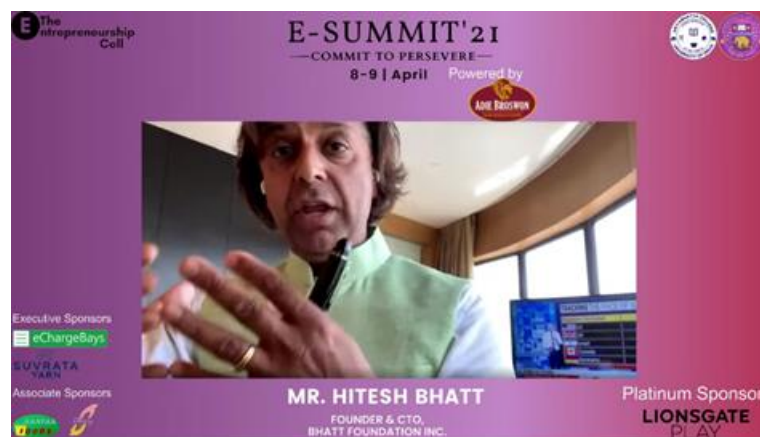 The
Entrepreneurship
Cell
E-SUMMIT'21
COMMIT TO PERSEVERE
8-9 | April
Powered by
ADIE BROSWON
TRACKING
Executive Sponsors
eChargeBays
SUVRATA
YARN
Associate Sponsors
MR. HITESH BHATT
FOUNDER & CTO,
BHATT FOUNDATION INC.
Platinum Sponsor
LIONSGATE
PLAY